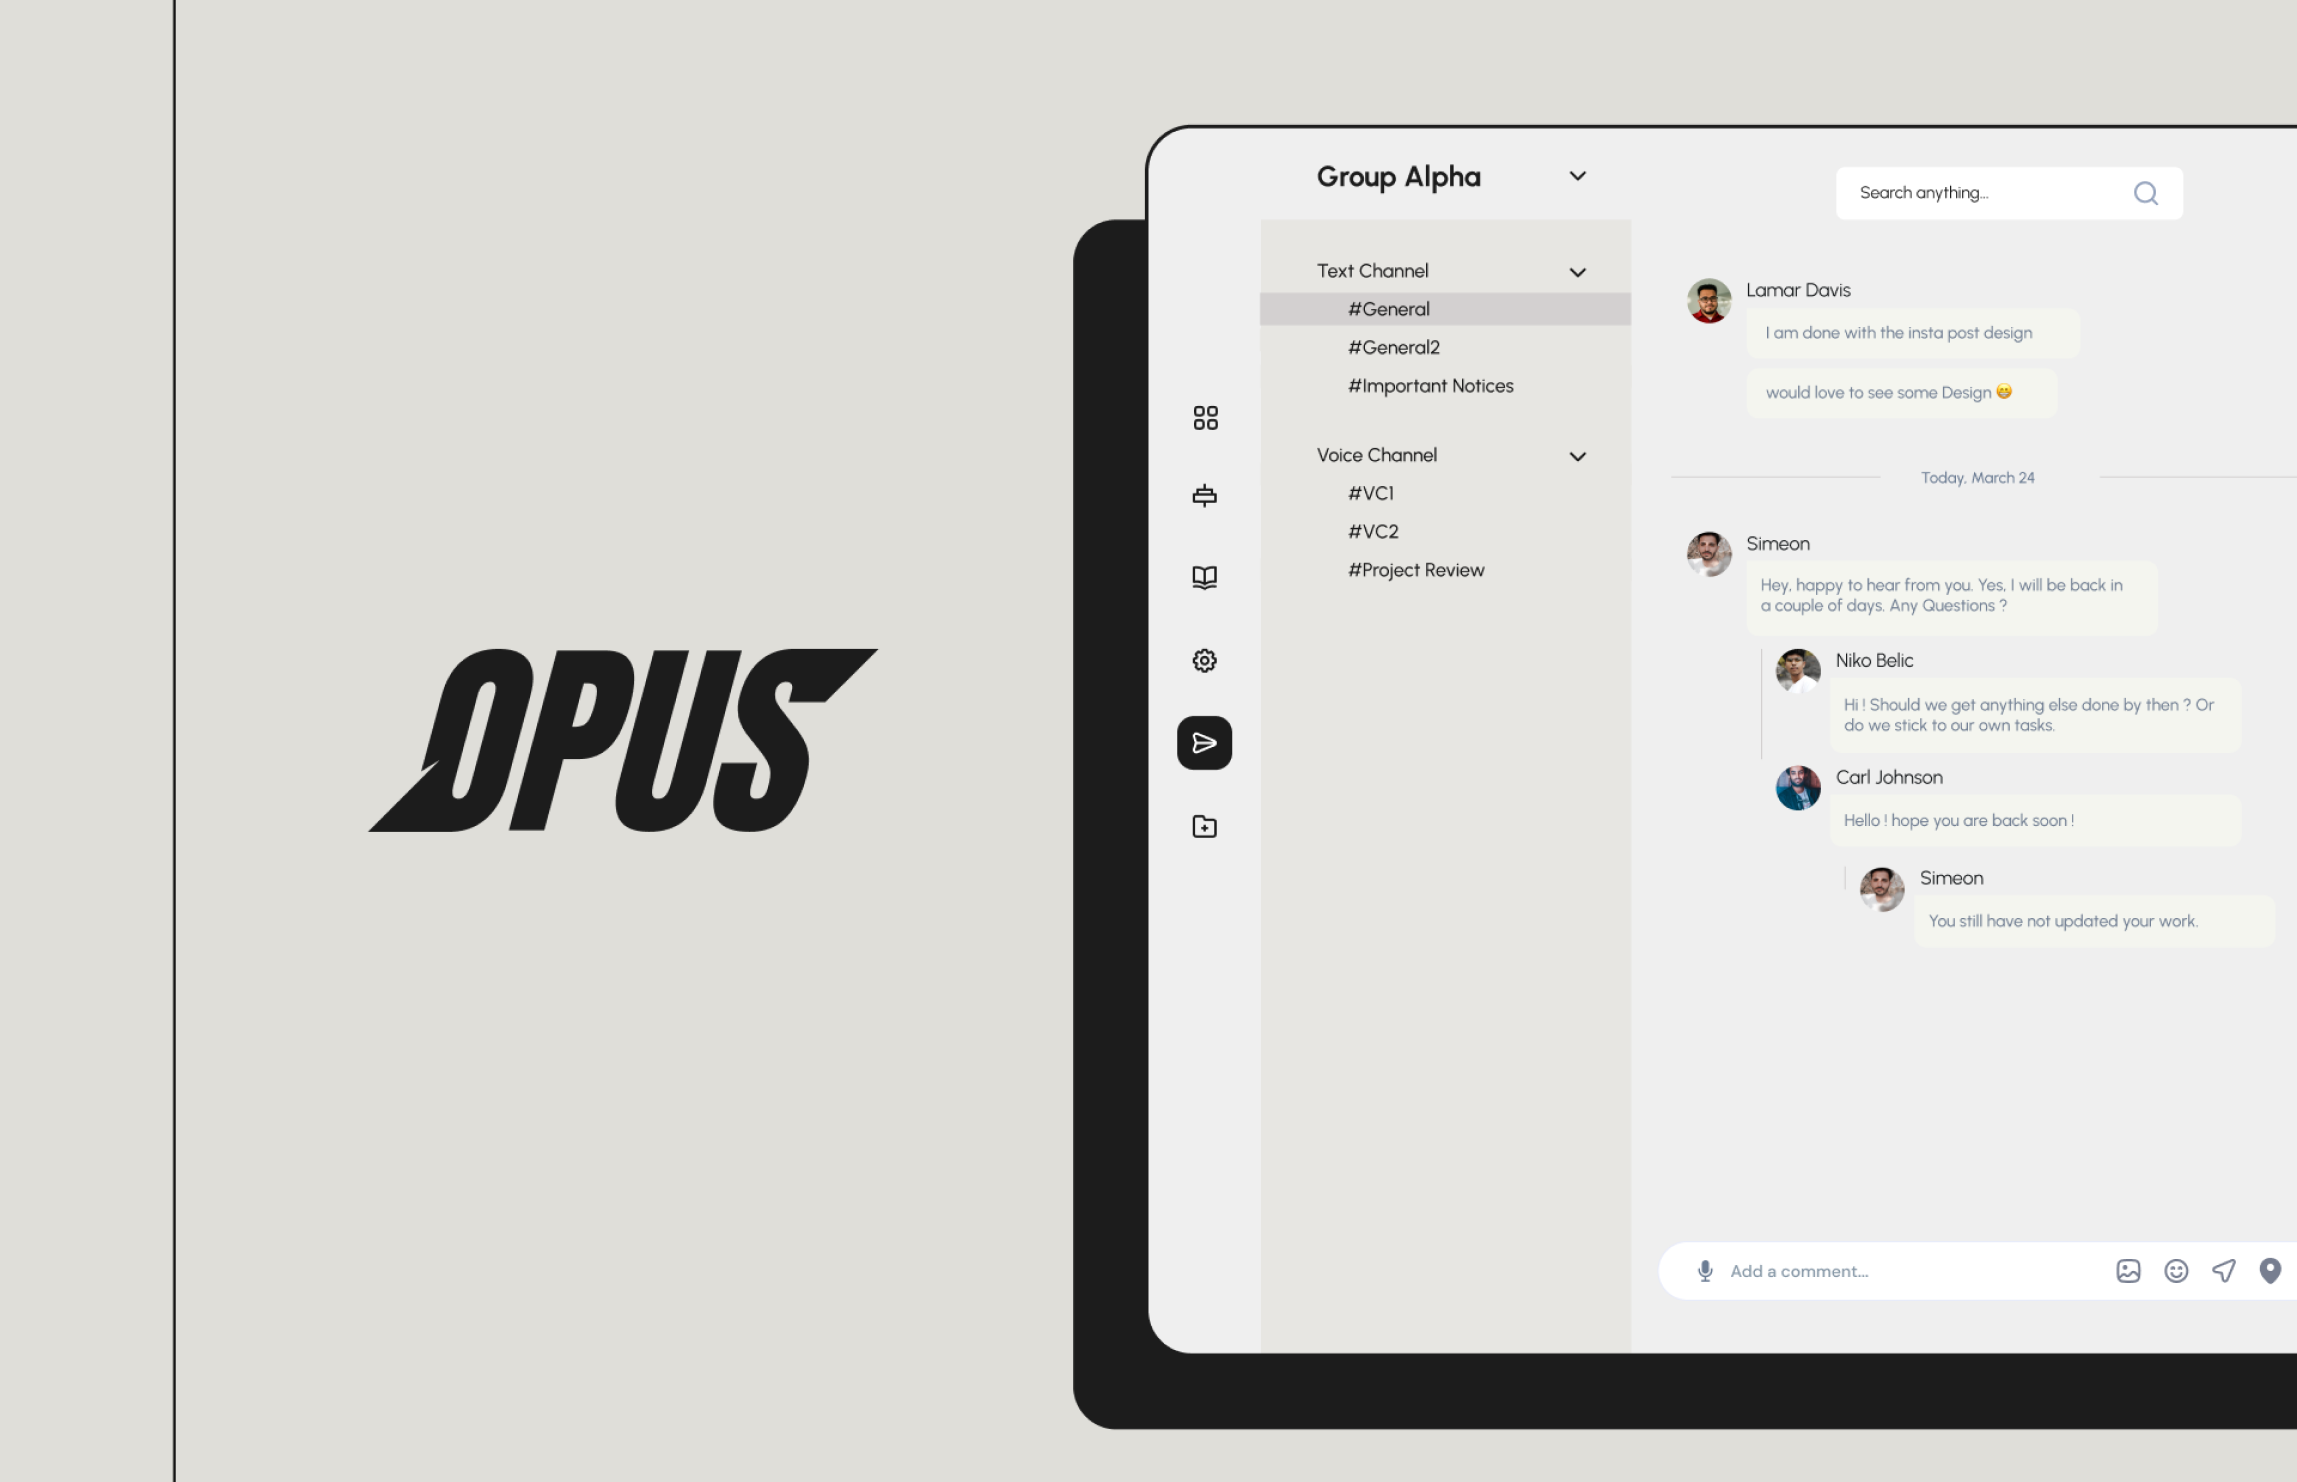 OPUS
Group Alpha
Text Channel
#General
#General2
#Important Notices
Voice Channel
#VC1
#VC2
#Project Review
Search anything...
Lamar Davis
I am done with the insta post design
would love to see some Design 😁
Today, March 24
Simeon
Hey, happy to hear from you. Yes, I will be back in
a couple of days. Any Questions ?
Niko Belic
Hi ! Should we get anything else done by then ? Or
do we stick to our own tasks.
Carl Johnson
Hello ! hope you are back soon !
Simeon
You still have not updated your work.
Add a comment...